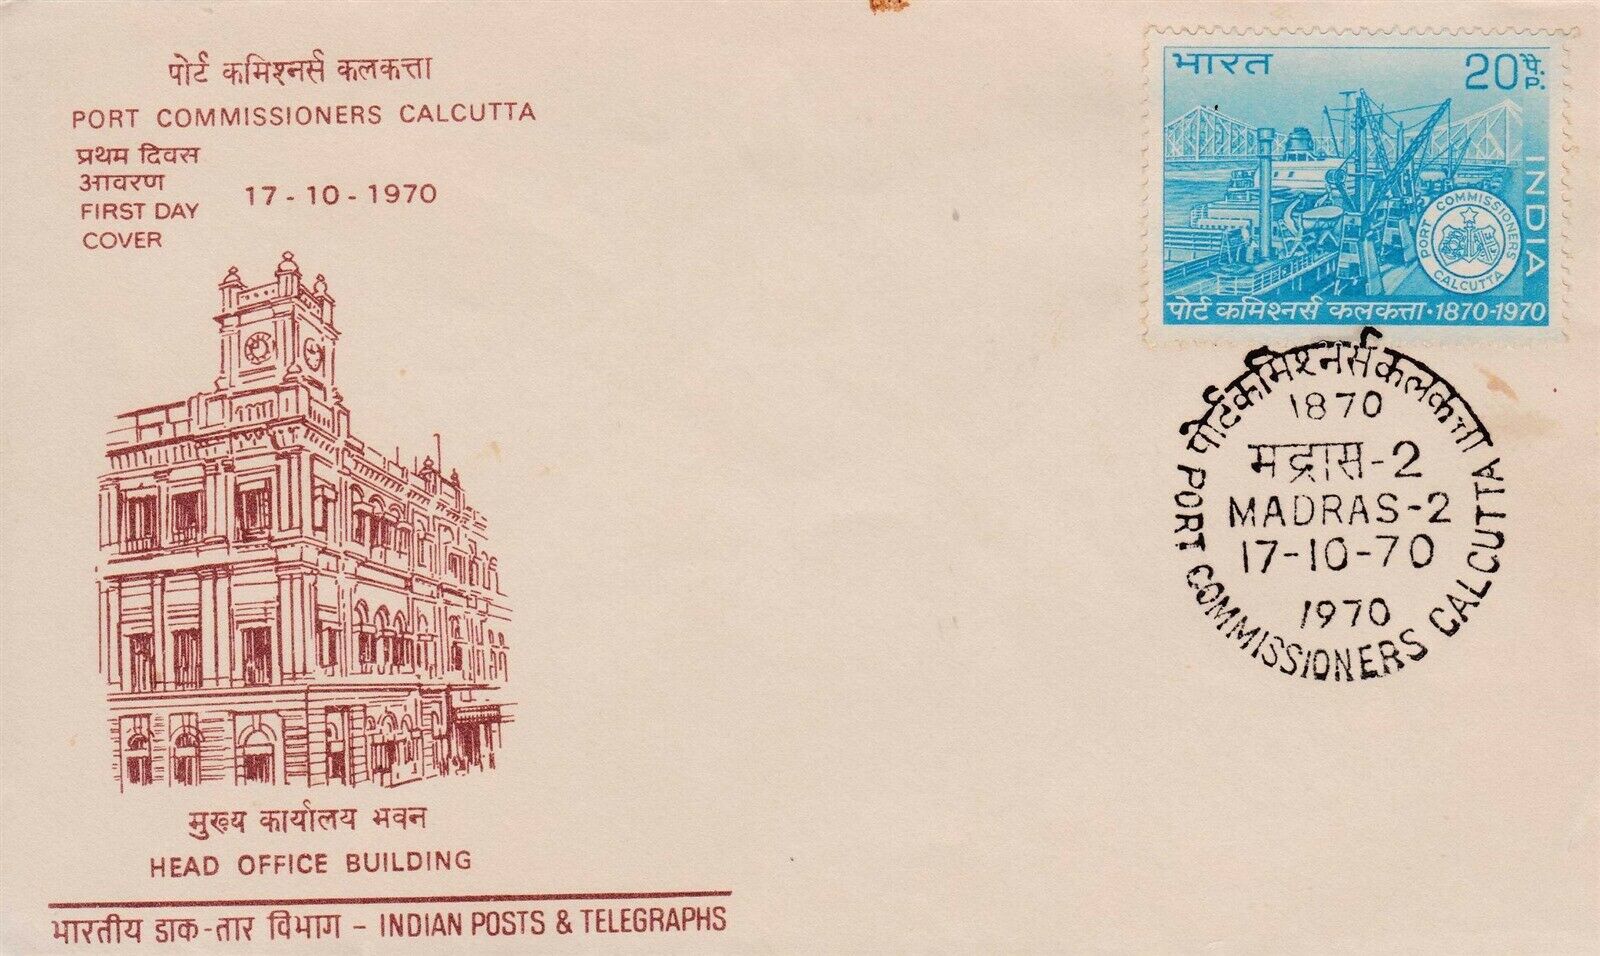 पोर्ट कमिश्नर्स कलकत्ता
PORT COMMISSIONERS CALCUTTA
प्रथम दिवस
आवरण
FIRST DAY
COVER
17-10-1970
मुख्य कार्यालय भवन
HEAD OFFICE BUILDING
भारतीय डाक-तार विभाग - INDIAN POSTS & TELEGRAPHS
भारत
20 पै.
P.
INDIA
PORT COMMISSIONERS
CALCUTTA
पोर्ट कमिश्नर्स कलकत्ता·1870-1970
पोर्ट कमिश्नर्स कलकत्ता
1870
मद्रास-2
MADRAS-2
17-10-70
1970
PORT COMMISSIONERS CALCUTTA